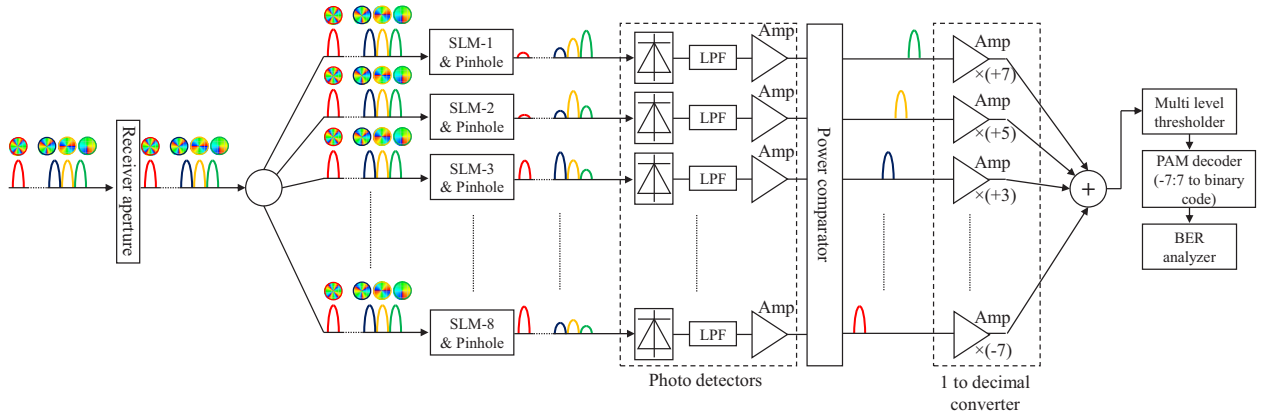 Receiver aperture
SLM-1
& Pinhole
LPF
Amp
Amp
×(+7)
SLM-2
& Pinhole
LPF
Amp
Amp
×(+5)
SLM-3
& Pinhole
LPF
Amp
Amp
×(+3)
SLM-8
& Pinhole
LPF
Amp
Amp
×(-7)
Power comparator
+
Multi level
thresholder
PAM decoder
(-7:7 to binary
code)
BER
analyzer
Photo detectors
1 to decimal
converter